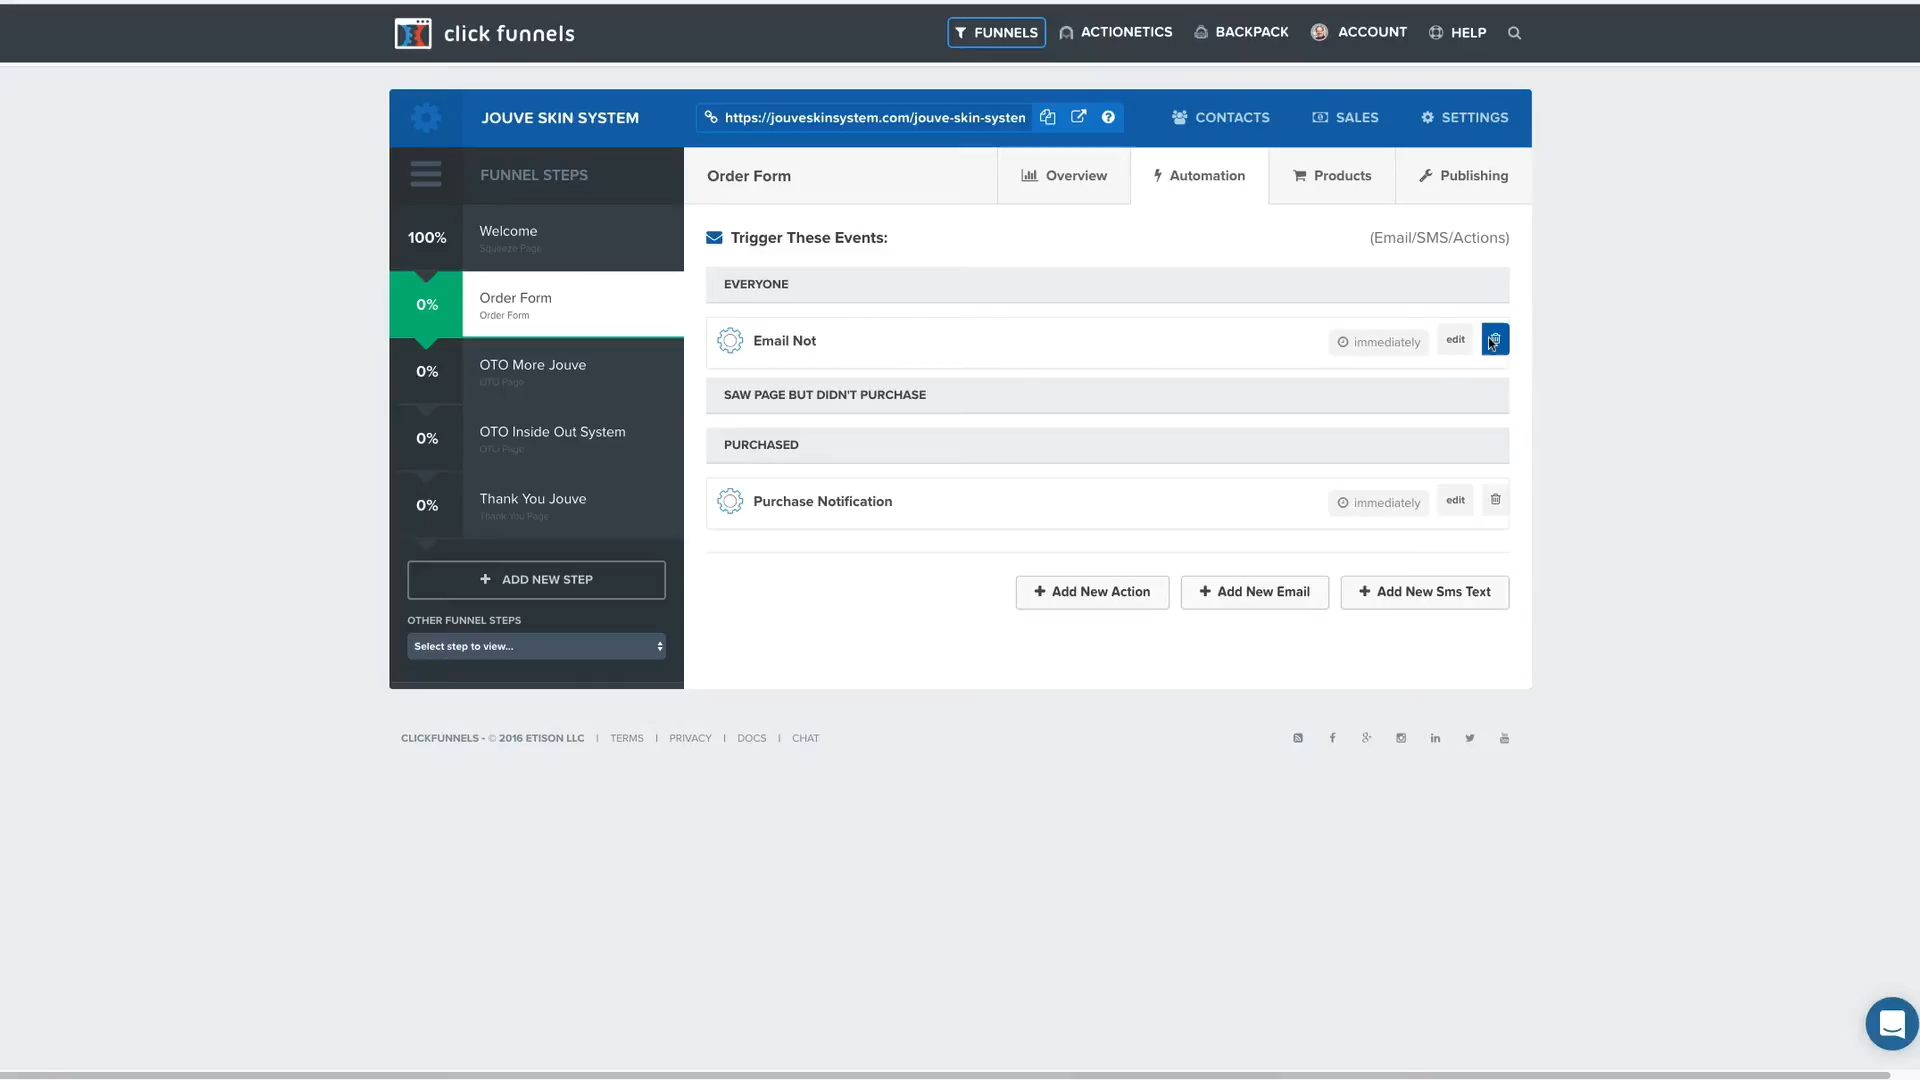 click funnels
FUNNELS
ACTIONETICS
BACKPACK
ACCOUNT
HELP
JOUVE SKIN SYSTEM
https://jouveskinsystem.com/jouve-skin-system
CONTACTS
SALES
SETTINGS
FUNNEL STEPS
Order Form
Overview
Automation
Products
Publishing
100%
Welcome
Squeeze Page
0%
Order Form
Order Form
0%
OTO More Jouve
OTO Page
0%
OTO Inside Out System
OTO Page
0%
Thank You Jouve
Thank You Page
+ ADD NEW STEP
OTHER FUNNEL STEPS
Select step to view...
Trigger These Events:
(Email/SMS/Actions)
EVERYONE
Email Not
immediately
edit
SAW PAGE BUT DIDN'T PURCHASE
PURCHASED
Purchase Notification
immediately
edit
+ Add New Action
+ Add New Email
+ Add New Sms Text
CLICKFUNNELS - © 2016 ETISON LLC | TERMS | PRIVACY | DOCS | CHAT